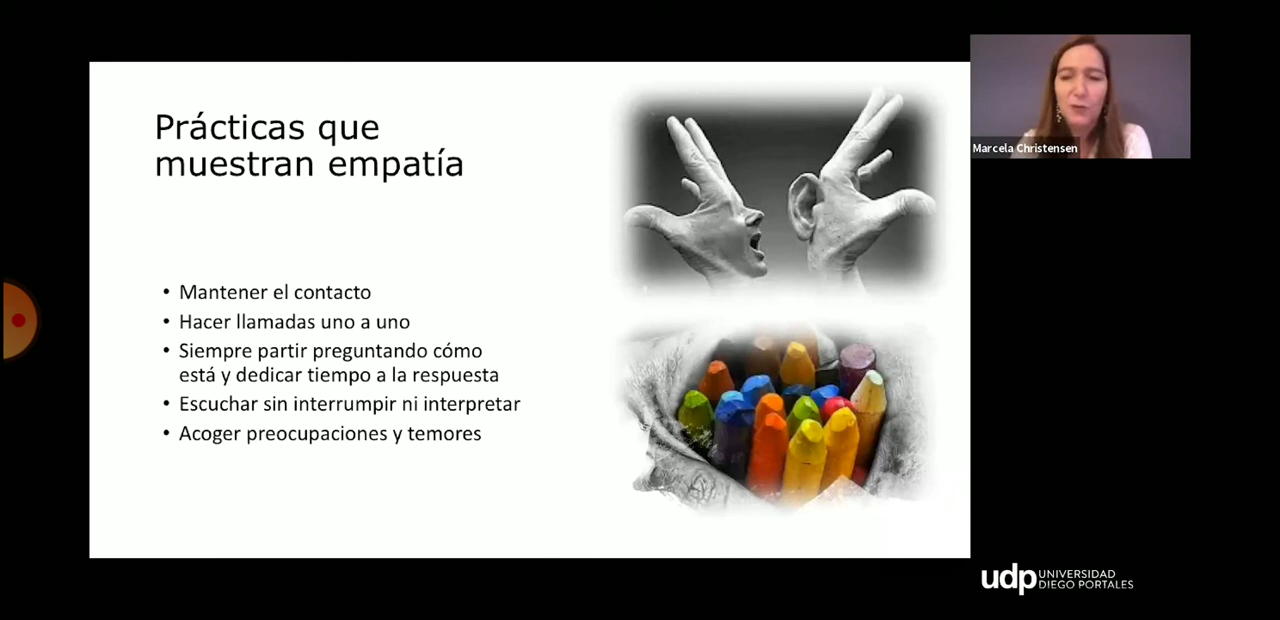 Prácticas que
muestran empatía
• Mantener el contacto
• Hacer llamadas uno a uno
• Siempre partir preguntando cómo
está y dedicar tiempo a la respuesta
• Escuchar sin interrumpir ni interpretar
• Acoger preocupaciones y temores
Marcela Christensen
udp UNIVERSIDAD
DIEGO PORTALES